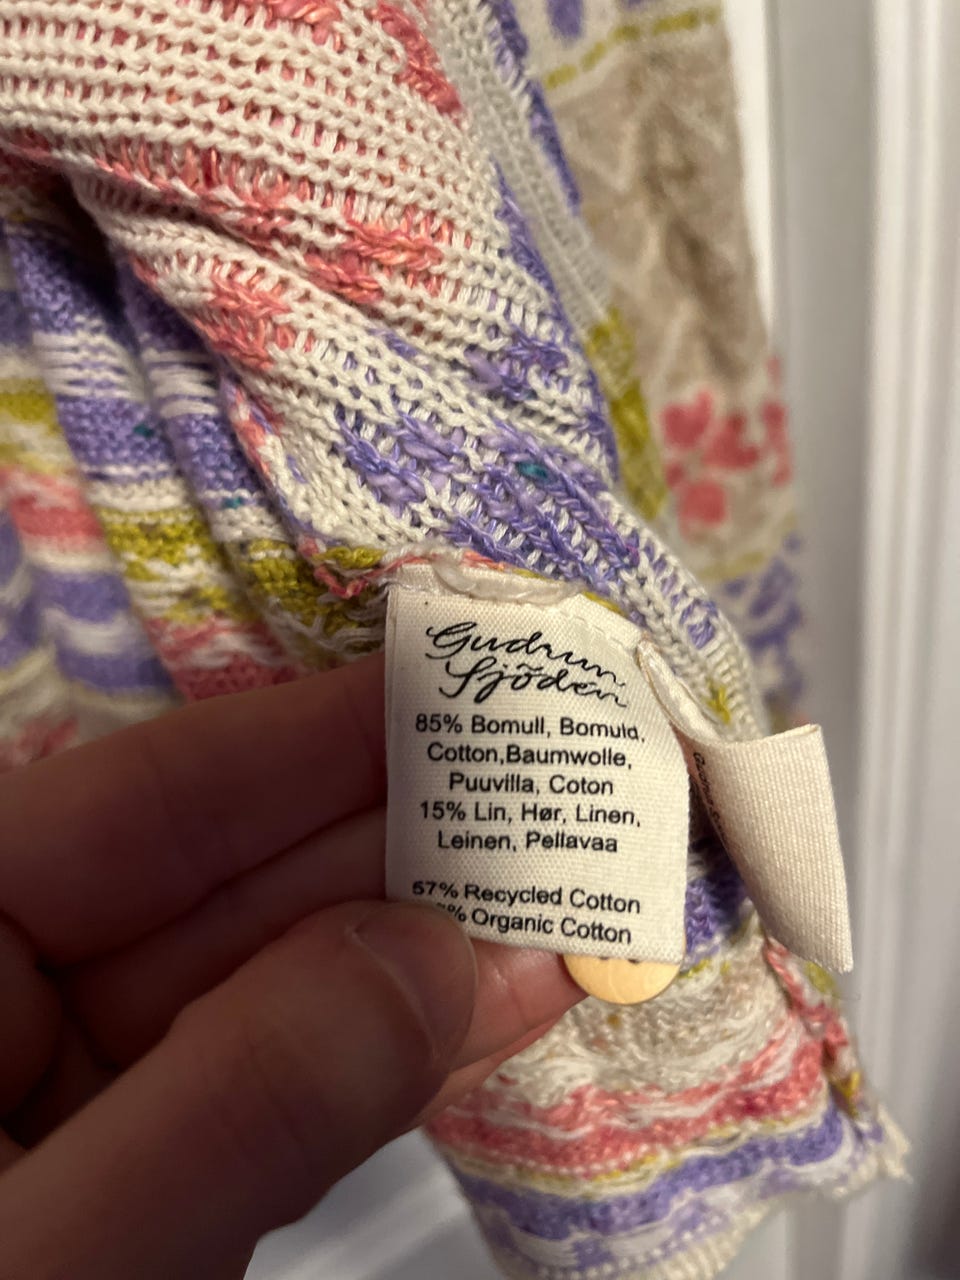 Gudrun
Sjödén
85% Bomull, Bomuld,
Cotton,Baumwolle,
Puuvilla, Coton
15% Lin, Hør, Linen,
Leinen, Pellavaa
57% Recycled Cotton
% Organic Cotton